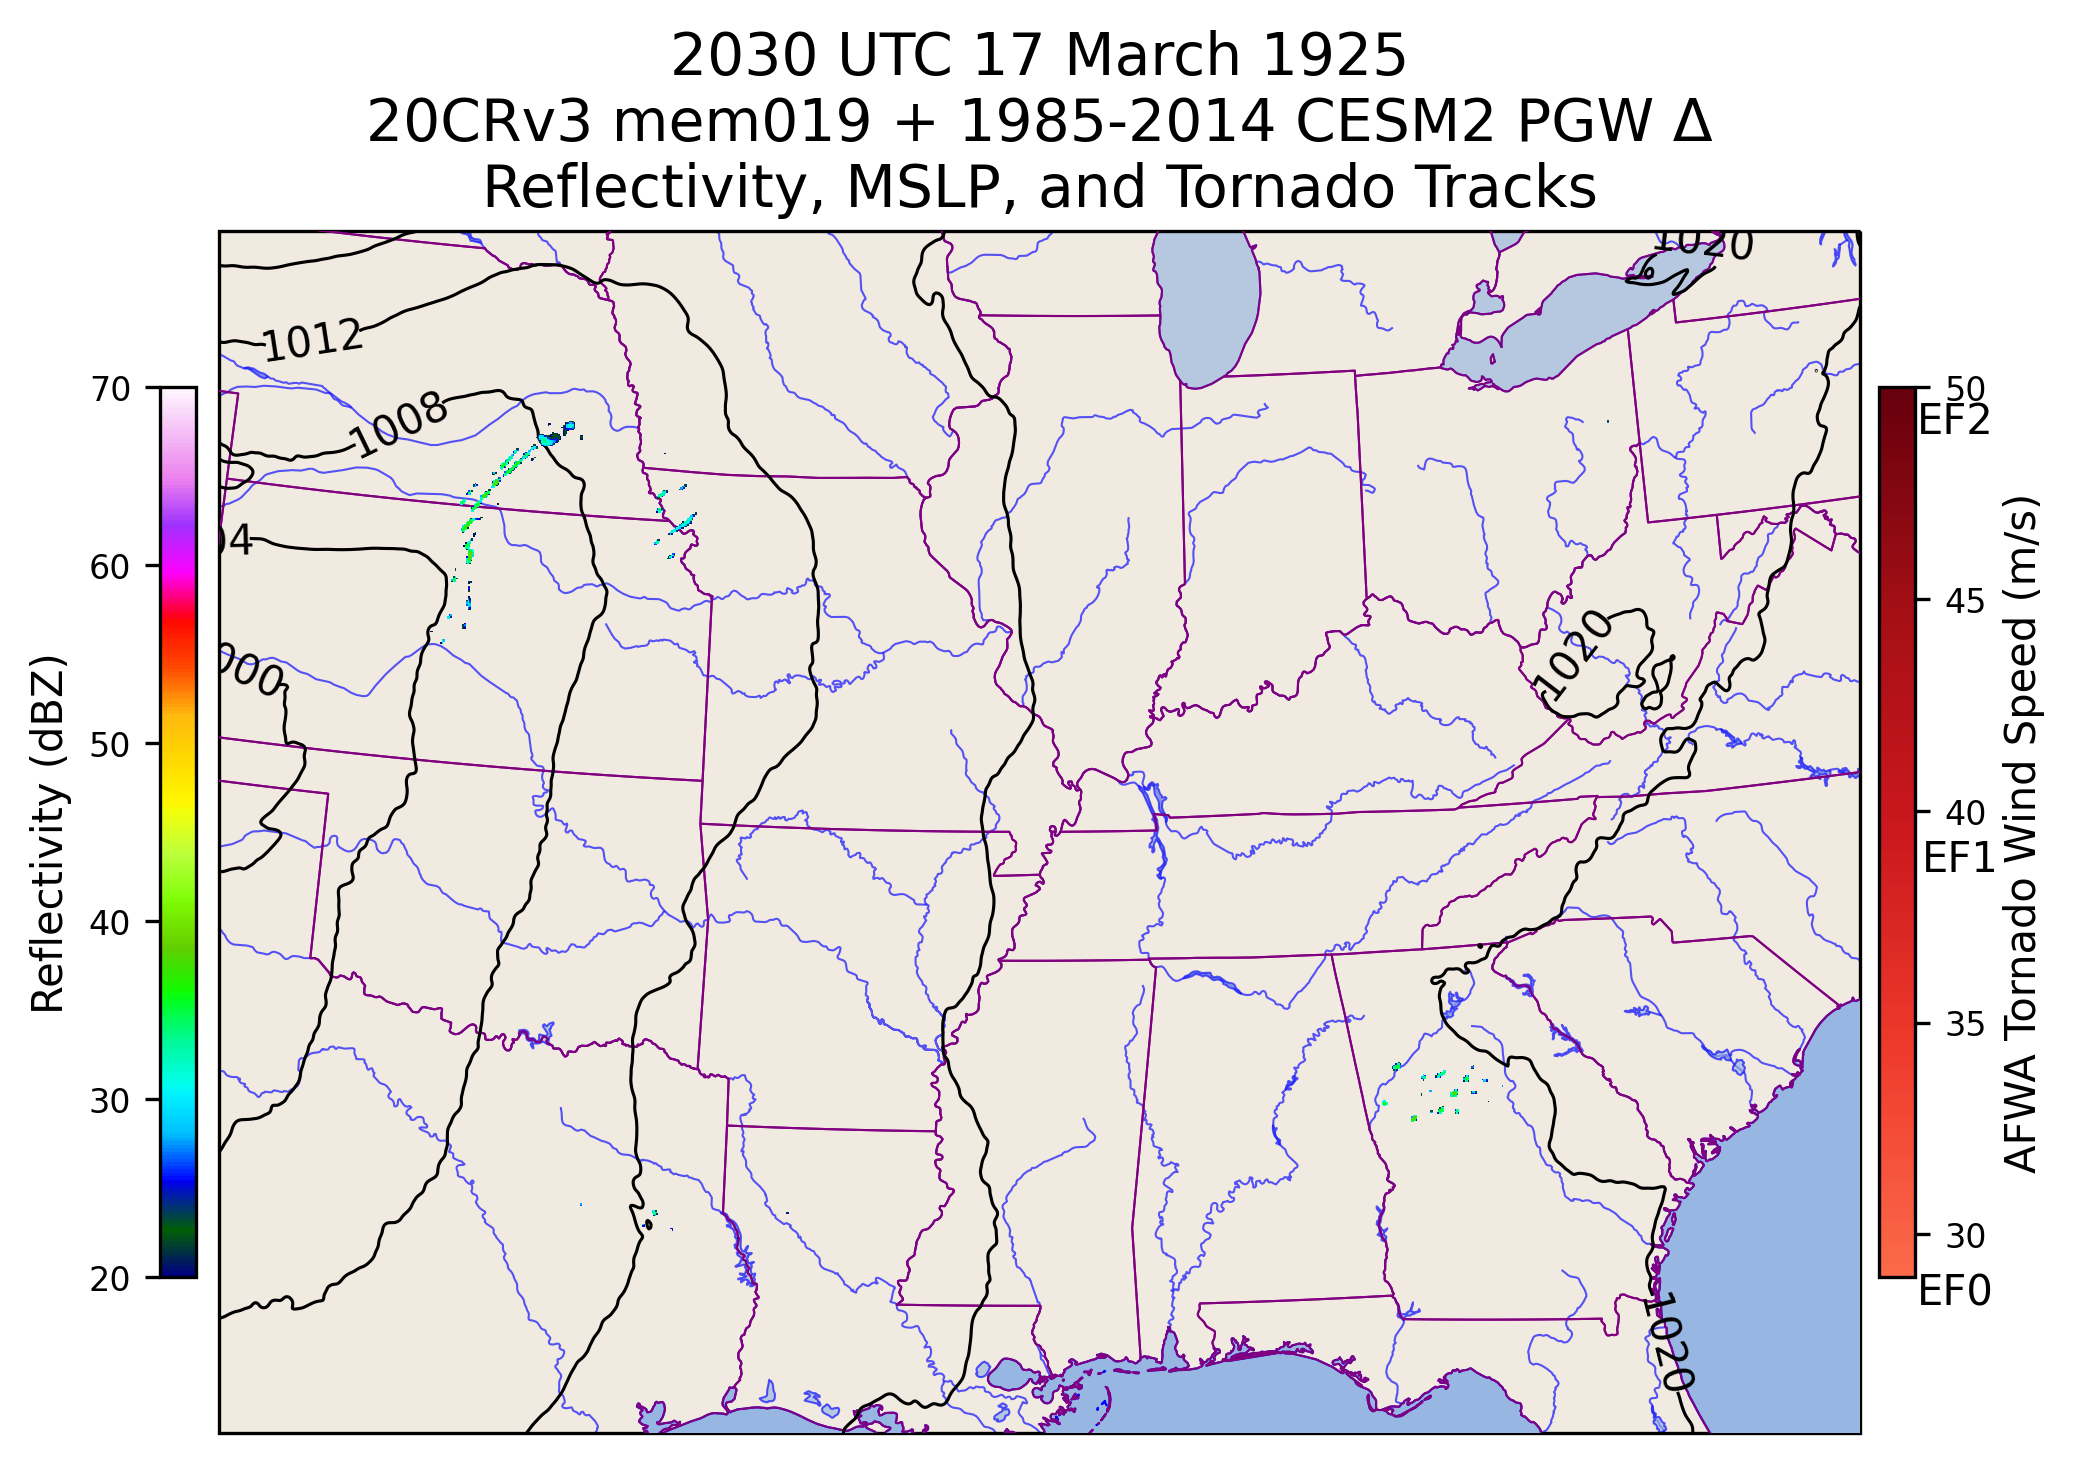 2030 UTC 17 March 1925
20CRv3 mem019 + 1985-2014 CESM2 PGW Δ
Reflectivity, MSLP, and Tornado Tracks
1020
1012
1008
04
000
1020
1020
70
60
50
40
30
20
Reflectivity (dBZ)
50
EF2
45
40
EF1
35
30
EF0
AFWA Tornado Wind Speed (m/s)